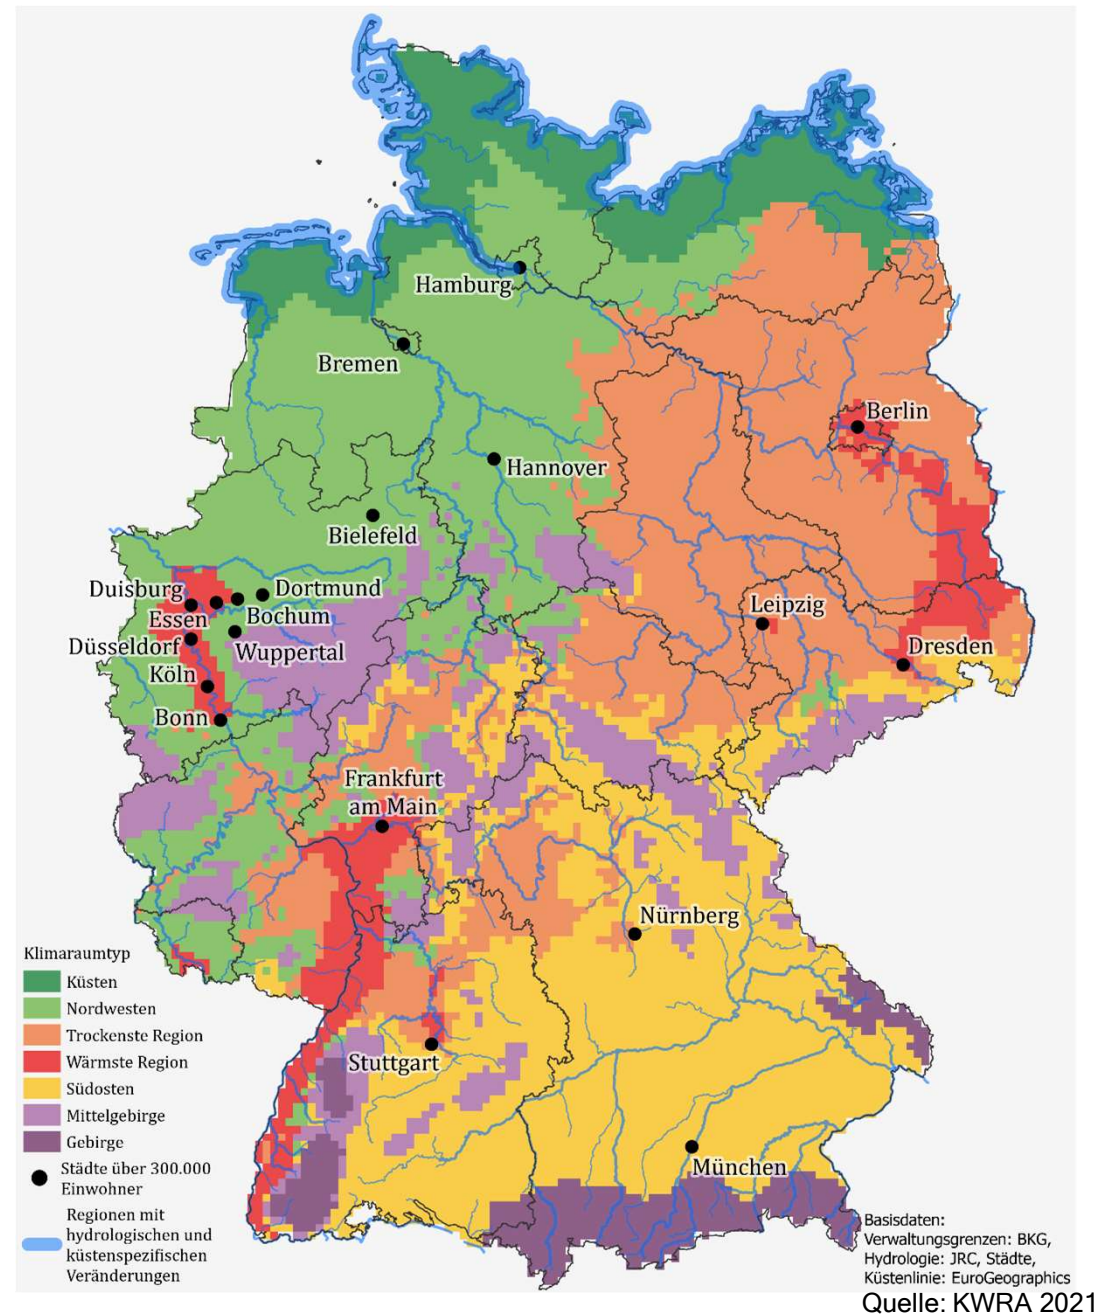 Hamburg
Bremen
Berlin
Hannover
Bielefeld
Duisburg
Dortmund
Essen
Bochum
Leipzig
Düsseldorf
Wuppertal
Dresden
Köln
Bonn
Frankfurt
am Main
Nürnberg
Stuttgart
München
Klimaraumtyp
Küsten
Nordwesten
Trockenste Region
Wärmste Region
Südosten
Mittelgebirge
Gebirge
Städte über 300.000
Einwohner
Regionen mit
hydrologischen und
küstenspezifischen
Veränderungen
Basisdaten:
Verwaltungsgrenzen: BKG,
Hydrologie: JRC, Städte,
Küstenlinie: EuroGeographics
Quelle: KWRA 2021